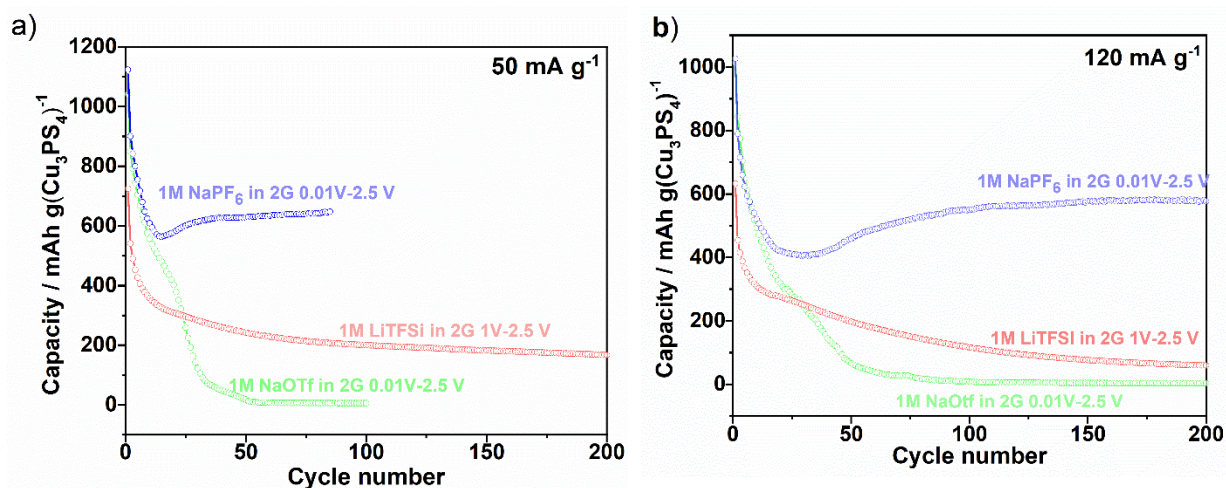 a)
50 mA g⁻¹
1M NaPF₆ in 2G 0.01V-2.5 V
1M LiTFSi in 2G 1V-2.5 V
1M NaOTf in 2G 0.01V-2.5 V
Capacity / mAh g(Cu₃PS₄)⁻¹
1200
1000
800
600
400
200
0
0
50
100
150
200
Cycle number
b)
120 mA g⁻¹
1M NaPF₆ in 2G 0.01V-2.5 V
1M LiTFSI in 2G 1V-2.5 V
1M NaOtf in 2G 0.01V-2.5 V
Capacity / mAh g(Cu₃PS₄)⁻¹
1000
800
600
400
200
0
0
50
100
150
200
Cycle number